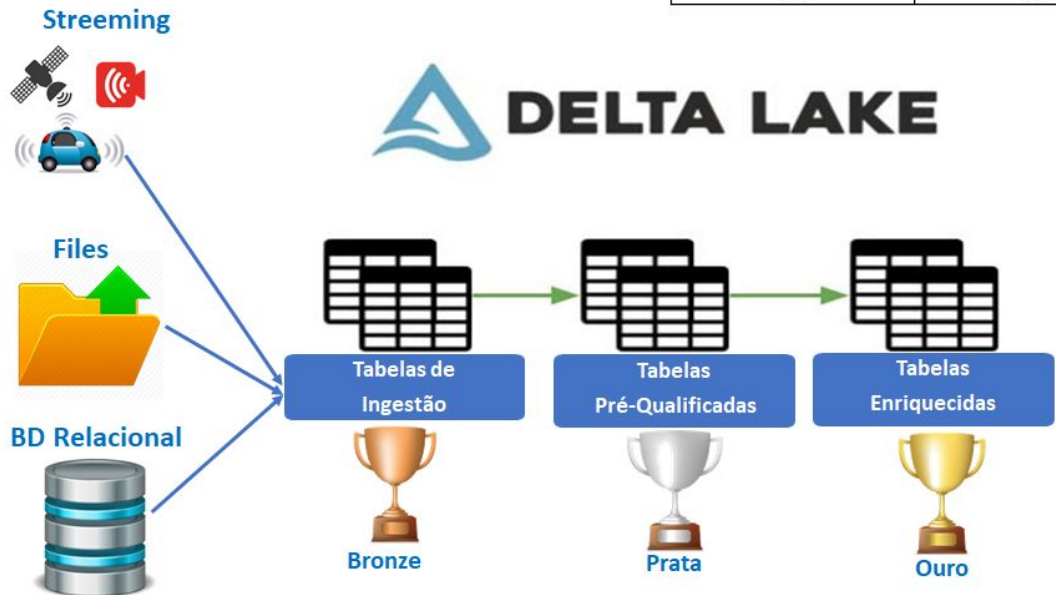 Streeming
DELTA LAKE
Files
BD Relacional
Tabelas de
Ingestão
Tabelas
Pré-Qualificadas
Tabelas
Enriquecidas
Bronze
Prata
Ouro